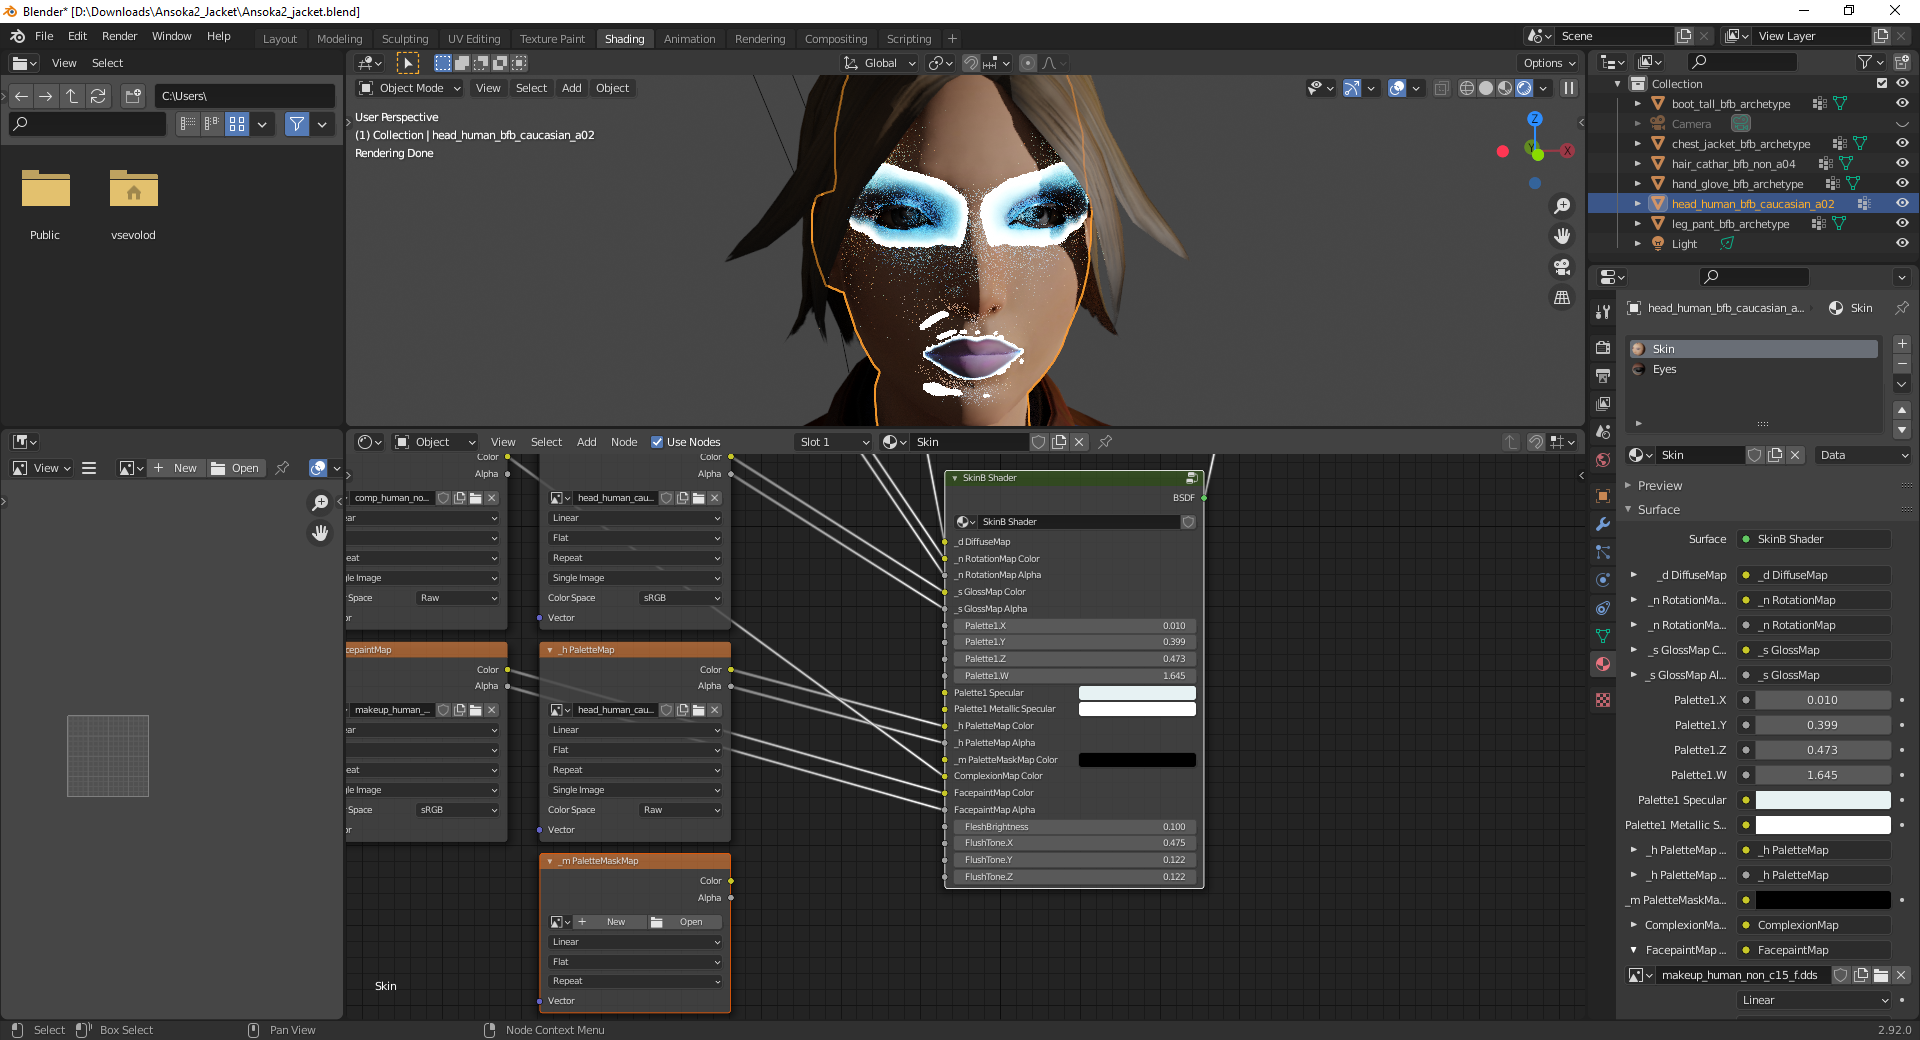 Blender* [D:\Downloads\Ansoka2_Jacket\Ansoka2_jacket.blend]
File Edit Render Window Help
Layout Modeling Sculpting UV Editing Texture Paint Shading Animation Rendering Compositing Scripting +
Scene
View Layer
View Select
C:\Users\
Public
vsevolod
Global
Options
Object Mode View Select Add Object
User Perspective
(1) Collection | head_human_bfb_caucasian_a02
Rendering Done
Z
Y
X
Collection
boot_tall_bfb_archetype
Camera
chest_jacket_bfb_archetype
hair_cathar_bfb_non_a04
hand_glove_bfb_archetype
head_human_bfb_caucasian_a02
leg_pant_bfb_archetype
Light
head_human_bfb_caucasian_a...
Skin
Skin
Eyes
Skin
Data
Preview
Surface
Surface SkinB Shader
_d DiffuseMap _d DiffuseMap
_n RotationMa... _n RotationMap
_n RotationMa... _n RotationMap
_s GlossMap C... _s GlossMap
_s GlossMap Al... _s GlossMap
Palette1.X 0.010
Palette1.Y 0.399
Palette1.Z 0.473
Palette1.W 1.645
Palette1 Specular
Palette1 Metallic S...
_h PaletteMap ... _h PaletteMap
_h PaletteMap ... _h PaletteMap
_m PaletteMaskMa...
ComplexionMa... ComplexionMap
FacepaintMap ... FacepaintMap
makeup_human_non_c15_f.dds
Linear
View
New
Open
Object View Select Add Node Use Nodes
Slot 1
Skin
Color
Alpha
comp_human_no...
ear
eat
gle Image
r Space Raw
or
Color
Alpha
head_human_cau...
Linear
Flat
Repeat
Single Image
Color Space sRGB
Vector
cepaintMap
Color
Alpha
makeup_human_...
ear
eat
gle Image
Space sRGB
or
_h PaletteMap
Color
Alpha
head_human_cau...
Linear
Flat
Repeat
Single Image
Color Space Raw
Vector
_m PaletteMaskMap
Color
Alpha
New Open
Linear
Flat
Repeat
Vector
SkinB Shader
BSDF
SkinB Shader
_d DiffuseMap
_n RotationMap Color
_n RotationMap Alpha
_s GlossMap Color
_s GlossMap Alpha
Palette1.X 0.010
Palette1.Y 0.399
Palette1.Z 0.473
Palette1.W 1.645
Palette1 Specular
Palette1 Metallic Specular
_h PaletteMap Color
_h PaletteMap Alpha
_m PaletteMaskMap Color
ComplexionMap Color
FacepaintMap Color
FacepaintMap Alpha
FleshBrightness 0.100
FlushTone.X 0.475
FlushTone.Y 0.122
FlushTone.Z 0.122
Skin
Select Box Select Pan View Node Context Menu
2.92.0